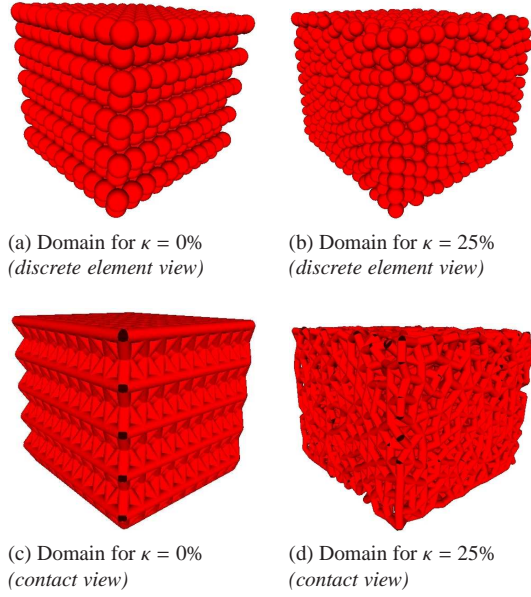 (a) Domain for κ = 0%
(discrete element view)
(b) Domain for κ = 25%
(discrete element view)
(c) Domain for κ = 0%
(contact view)
(d) Domain for κ = 25%
(contact view)